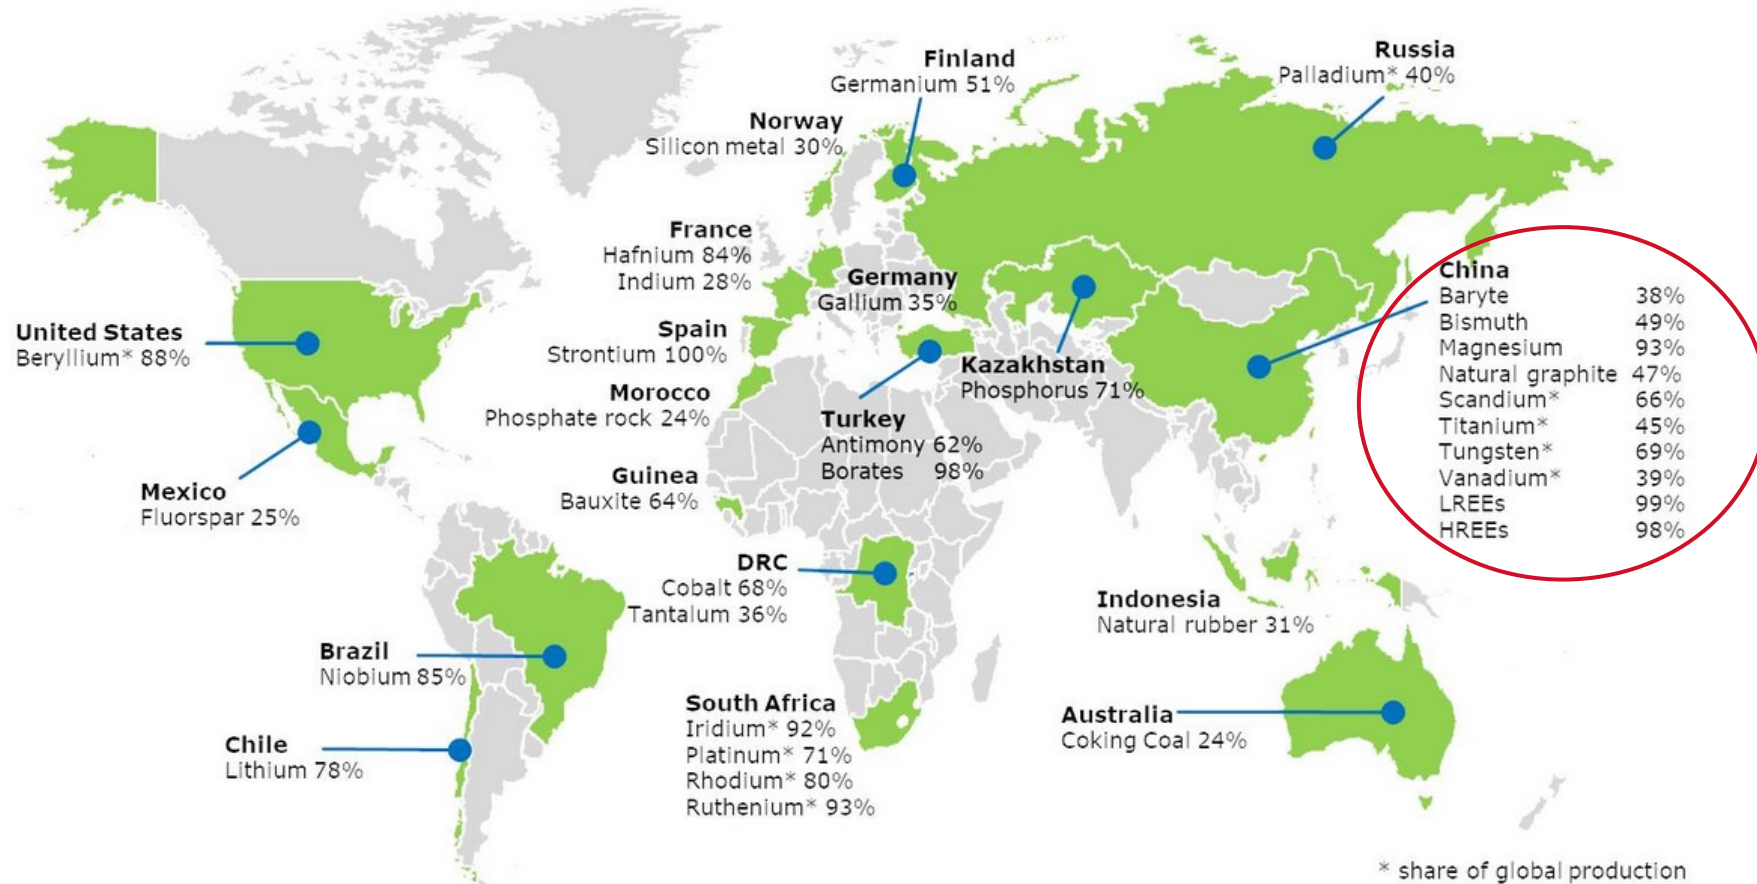 Finland
Germanium 51%
Russia
Palladium* 40%
Norway
Silicon metal 30%
France
Hafnium 84%
Indium 28%
Germany
Gallium 35%
China
Baryte 38%
Bismuth 49%
Magnesium 93%
Natural graphite 47%
Scandium* 66%
Titanium* 45%
Tungsten* 69%
Vanadium* 39%
LREEs 99%
HREEs 98%
United States
Beryllium* 88%
Spain
Strontium 100%
Kazakhstan
Phosphorus 71%
Morocco
Phosphate rock 24%
Turkey
Antimony 62%
Borates 98%
Mexico
Fluorspar 25%
Guinea
Bauxite 64%
DRC
Cobalt 68%
Tantalum 36%
Indonesia
Natural rubber 31%
Brazil
Niobium 85%
South Africa
Iridium* 92%
Platinum* 71%
Rhodium* 80%
Ruthenium* 93%
Australia
Coking Coal 24%
Chile
Lithium 78%
* share of global production